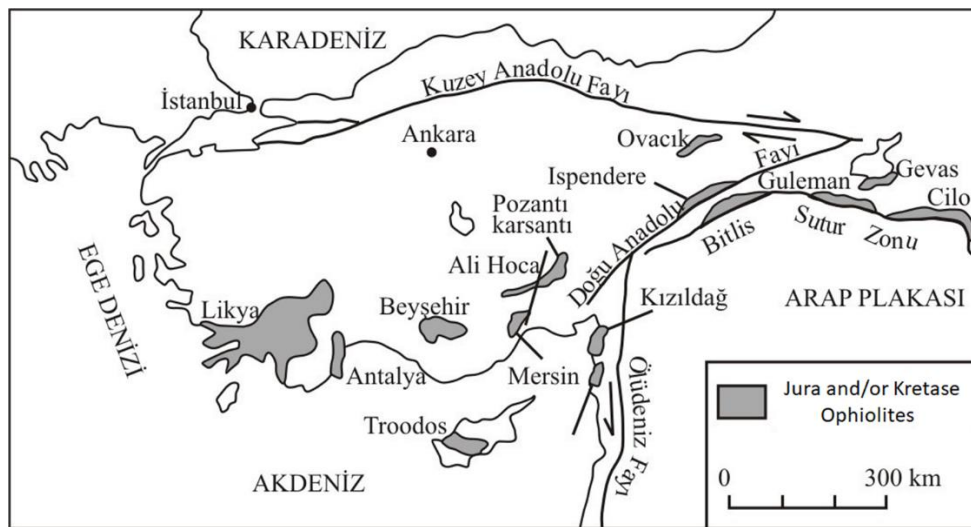 KARADENİZ
Kuzey Anadolu Fayı
İstanbul
Ankara
Ovacık
Fayı
Gevas
Ispendere
Guleman
Cilo
Pozantı
karsantı
Doğu Anadolu
Bitlis
Sutur Zonu
Ali Hoca
EGE DENİZİ
Likya
Beyşehir
Kızıldağ
ARAP PLAKASI
Antalya
Mersin
Ölüdeniz Fayı
Troodos
AKDENİZ
Jura and/or Kretase
Ophiolites
0 300 km